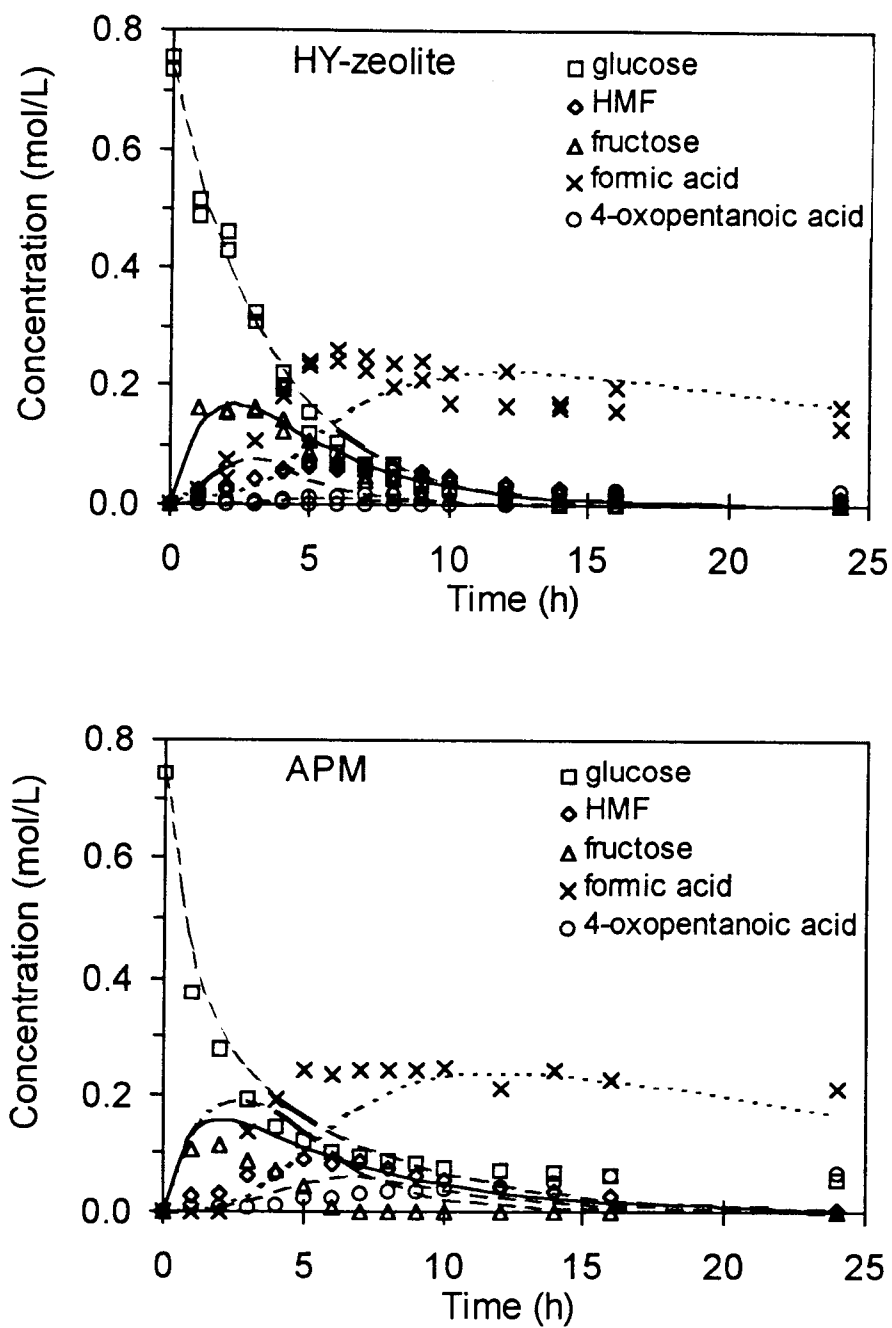 HY-zeolite
glucose
HMF
fructose
formic acid
4-oxopentanoic acid
Concentration (mol/L)
0.8
0.6
0.4
0.2
0.0
0 5 10 15 20 25
Time (h)
APM
glucose
HMF
fructose
formic acid
4-oxopentanoic acid
Concentration (mol/L)
0.8
0.6
0.4
0.2
0.0
0 5 10 15 20 25
Time (h)